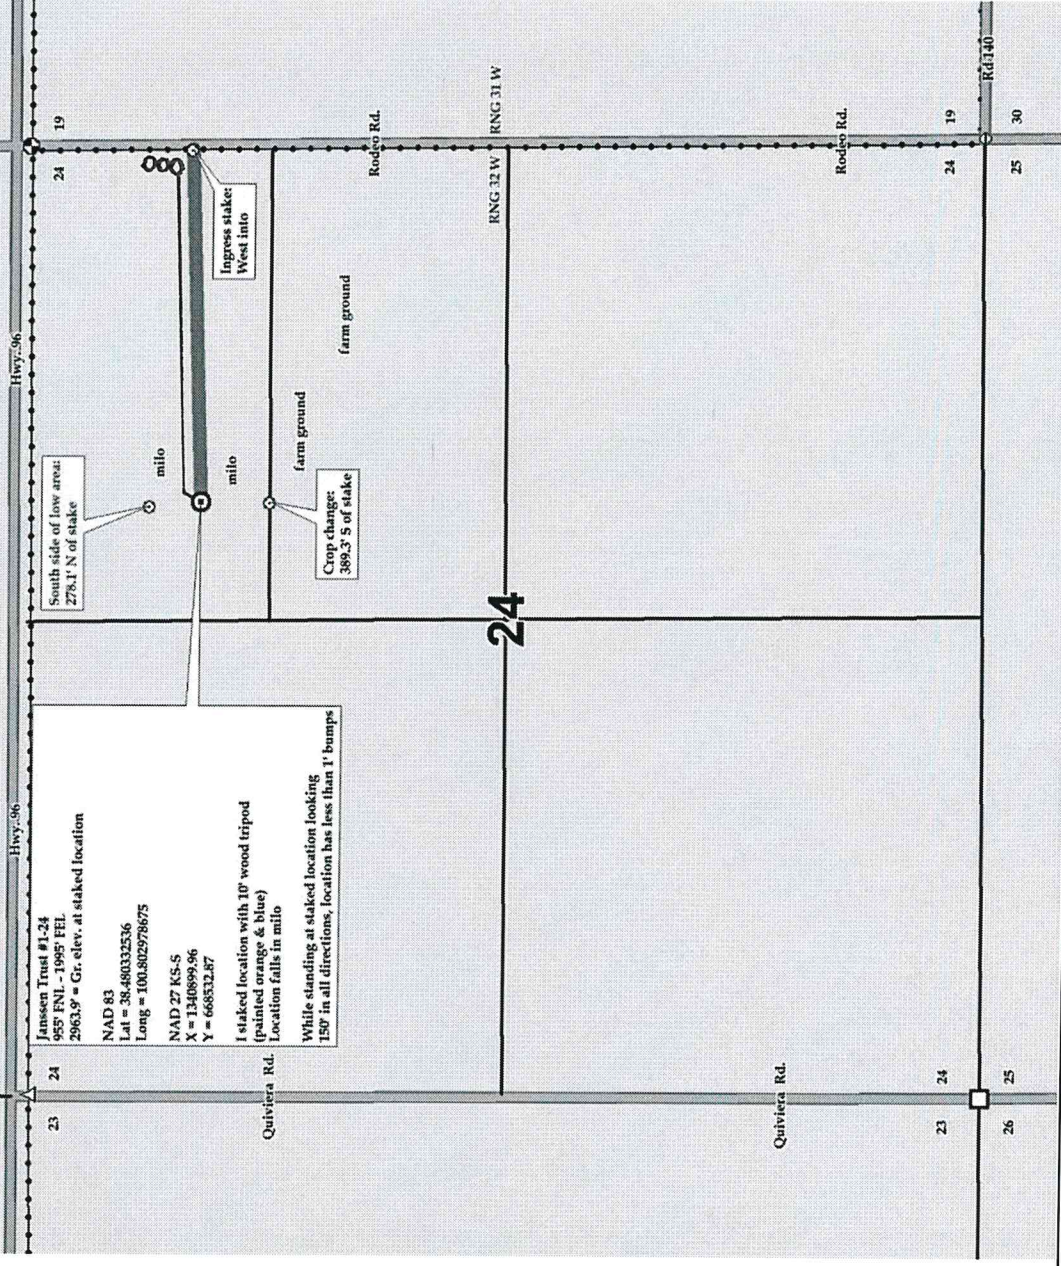 Hwy. 96
Hwy. 96
23
24
24
19
Janssen Trust #1-24
955' FNL - 1995' FEL
2963.9' = Gr. elev. at staked location
NAD 83
Lat = 38.480332536
Long = 100.802978675
NAD 27 KS-S
X = 1340899.96
Y = 668532.87
I staked location with 10' wood tripod
(painted orange & blue)
Location falls in milo
While standing at staked location looking
150' in all directions, location has less than 1' bumps
South side of low area:
278.1' N of stake
milo
milo
Ingress stake:
West into
Crop change:
389.3' S of stake
farm ground
farm ground
Quiviera Rd.
Rodeo Rd.
24
RNG 32 W
RNG 31 W
Quiviera Rd.
Rodeo Rd.
23
24
24
19
Rd 140
26
25
25
30